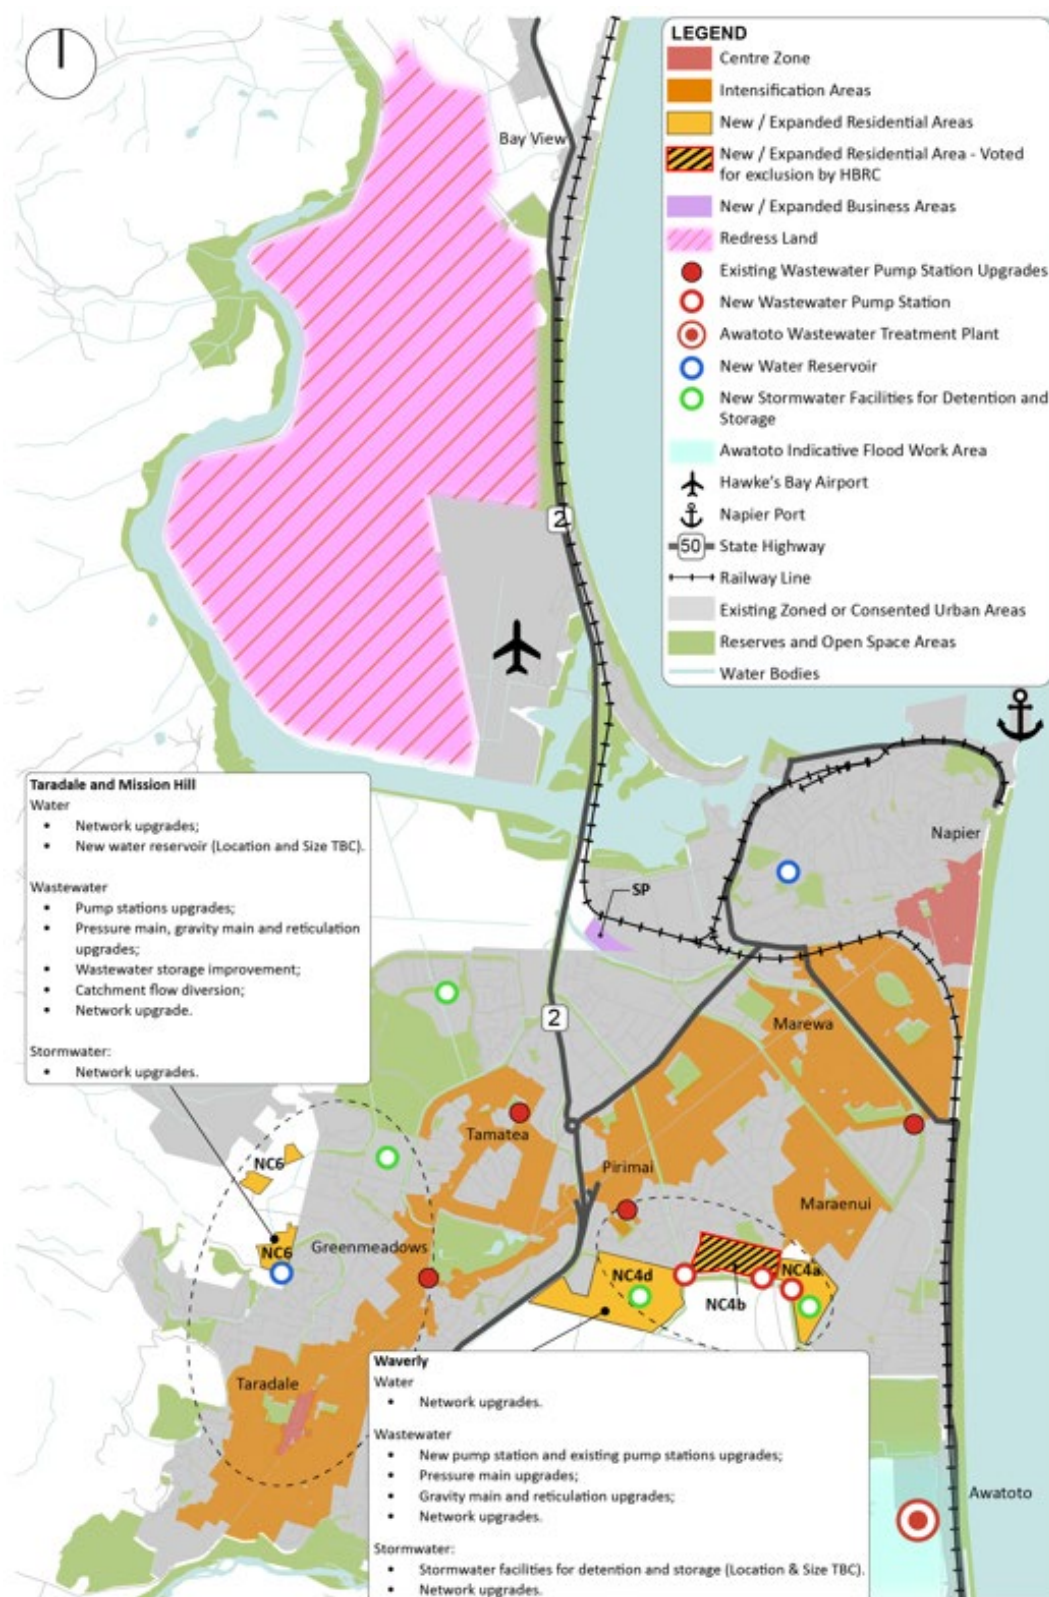 LEGEND
Centre Zone
Intensification Areas
New / Expanded Residential Areas
New / Expanded Residential Area - Voted
for exclusion by HBRC
New / Expanded Business Areas
Redress Land
Existing Wastewater Pump Station Upgrades
New Wastewater Pump Station
Awatoto Wastewater Treatment Plant
New Water Reservoir
New Stormwater Facilities for Detention and
Storage
Awatoto Indicative Flood Work Area
Hawke's Bay Airport
Napier Port
50 State Highway
Railway Line
Existing Zoned or Consented Urban Areas
Reserves and Open Space Areas
Water Bodies
Bay View
2
Taradale and Mission Hill
Water
• Network upgrades;
• New water reservoir (Location and Size TBC).
Wastewater
• Pump stations upgrades;
• Pressure main, gravity main and reticulation
upgrades;
• Wastewater storage improvement;
• Catchment flow diversion;
• Network upgrade.
Stormwater:
• Network upgrades.
Napier
SP
2
Marewa
Tamatea
NC6
Pirimai
Maraenui
Greenmeadows
NC6
NC4d
NC4a
NC4b
Taradale
Waverly
Water
• Network upgrades.
Wastewater
• New pump station and existing pump stations upgrades;
• Pressure main upgrades;
• Gravity main and reticulation upgrades;
• Network upgrades.
Stormwater:
• Stormwater facilities for detention and storage (Location & Size TBC).
• Network upgrades.
Awatoto